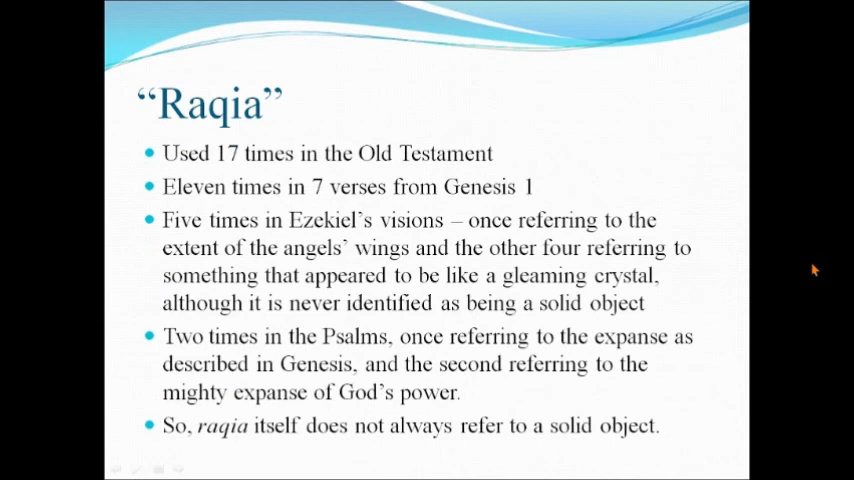 “Raqia”
• Used 17 times in the Old Testament
• Eleven times in 7 verses from Genesis 1
• Five times in Ezekiel’s visions – once referring to the
extent of the angels’ wings and the other four referring to
something that appeared to be like a gleaming crystal,
although it is never identified as being a solid object
• Two times in the Psalms, once referring to the expanse as
described in Genesis, and the second referring to the
mighty expanse of God’s power.
• So, raqia itself does not always refer to a solid object.